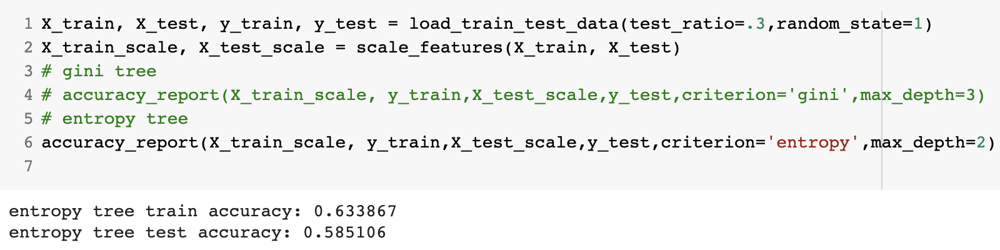 1 X_train, X_test, y_train, y_test = load_train_test_data(test_ratio=.3,random_state=1)
2 X_train_scale, X_test_scale = scale_features(X_train, X_test)
3 # gini tree
4 # accuracy_report(X_train_scale, y_train,X_test_scale,y_test,criterion='gini',max_depth=3)
5 # entropy tree
6 accuracy_report(X_train_scale, y_train,X_test_scale,y_test,criterion='entropy',max_depth=2)
7
entropy tree train accuracy: 0.633867
entropy tree test accuracy: 0.585106